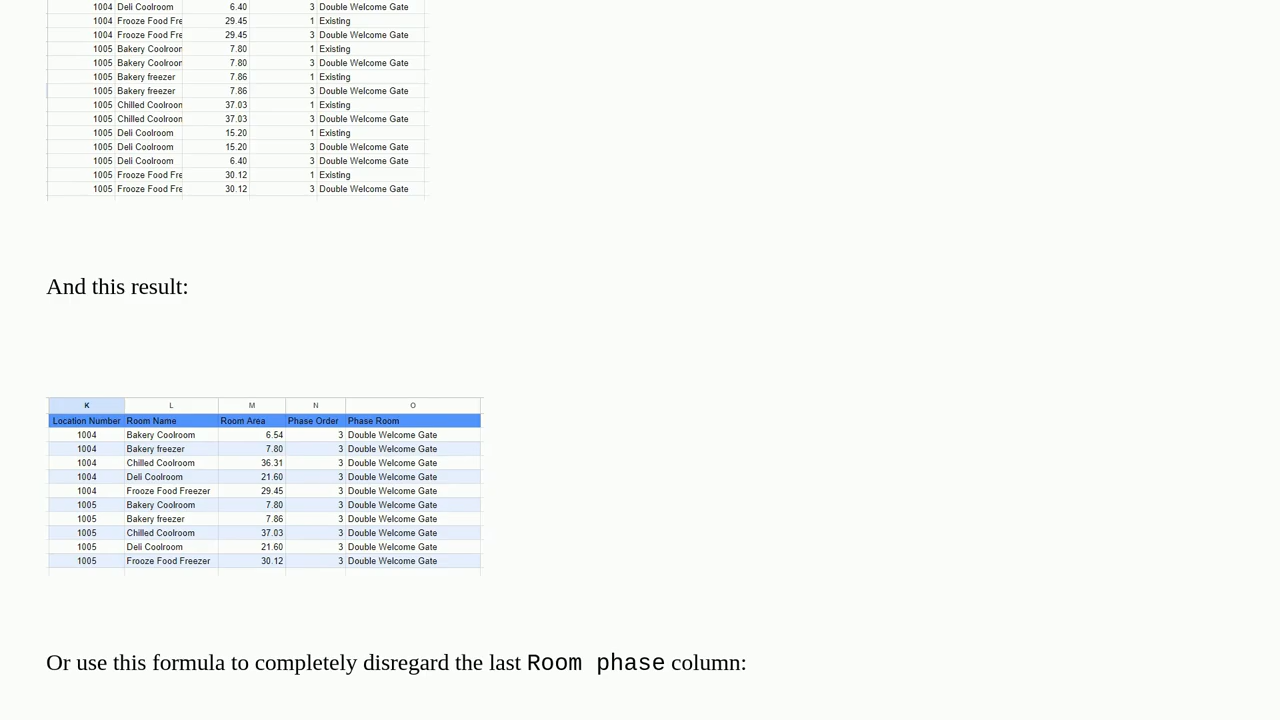 1004 Deli Coolroom 6.40 3 Double Welcome Gate
1004 Frooze Food Fre 29.45 1 Existing
1004 Frooze Food Fre 29.45 3 Double Welcome Gate
1005 Bakery Coolroon 7.80 1 Existing
1005 Bakery Coolroon 7.80 3 Double Welcome Gate
1005 Bakery freezer 7.86 1 Existing
1005 Bakery freezer 7.86 3 Double Welcome Gate
1005 Chilled Coolroon 37.03 1 Existing
1005 Chilled Coolroon 37.03 3 Double Welcome Gate
1005 Deli Coolroom 15.20 1 Existing
1005 Deli Coolroom 15.20 3 Double Welcome Gate
1005 Deli Coolroom 6.40 3 Double Welcome Gate
1005 Frooze Food Fre 30.12 1 Existing
1005 Frooze Food Fre 30.12 3 Double Welcome Gate
And this result:
K L M N O
Location Number Room Name Room Area Phase Order Phase Room
1004 Bakery Coolroom 6.54 3 Double Welcome Gate
1004 Bakery freezer 7.80 3 Double Welcome Gate
1004 Chilled Coolroom 36.31 3 Double Welcome Gate
1004 Deli Coolroom 21.60 3 Double Welcome Gate
1004 Frooze Food Freezer 29.45 3 Double Welcome Gate
1005 Bakery Coolroom 7.80 3 Double Welcome Gate
1005 Bakery freezer 7.86 3 Double Welcome Gate
1005 Chilled Coolroom 37.03 3 Double Welcome Gate
1005 Deli Coolroom 21.60 3 Double Welcome Gate
1005 Frooze Food Freezer 30.12 3 Double Welcome Gate
Or use this formula to completely disregard the last Room phase column: